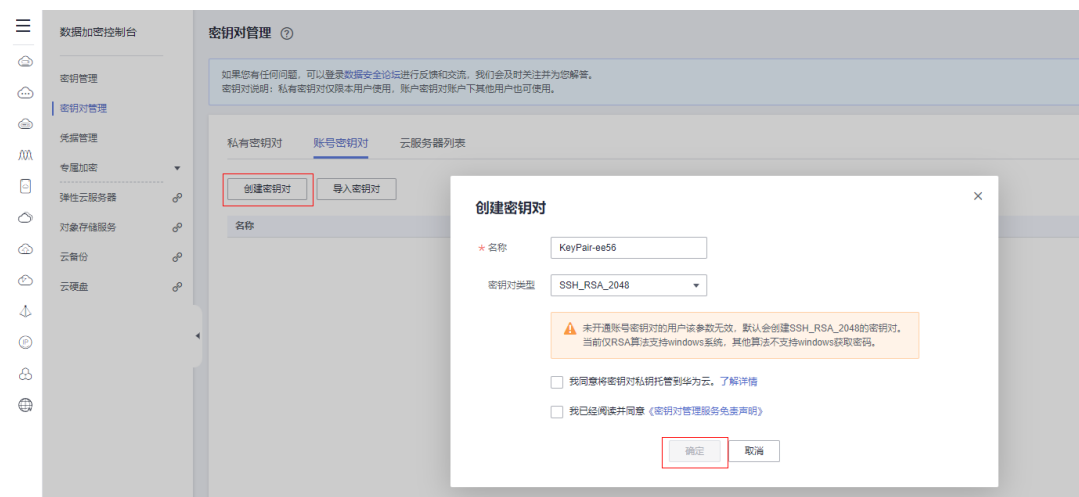 数据加密控制台
密钥管理
密钥对管理
凭据管理
专属加密
弹性云服务器
对象存储服务
云备份
云硬盘
密钥对管理 ?
如果您有任何问题，可以登录数据安全论坛进行反馈和交流，我们会及时关注并为您解答。
密钥对说明：私有密钥对仅限本用户使用，账户密钥对账户下其他用户也可使用。
私有密钥对 账号密钥对 云服务器列表
创建密钥对 导入密钥对
名称
创建密钥对
* 名称 KeyPair-ee56
密钥对类型 SSH_RSA_2048
未开通账号密钥对的用户该参数无效，默认会创建SSH_RSA_2048的密钥对。
当前仅RSA算法支持windows系统，其他算法不支持windows获取密码。
我同意将密钥对私钥托管到华为云。了解详情
我已经阅读并同意《密钥对管理服务免责声明》
确定 取消
IP